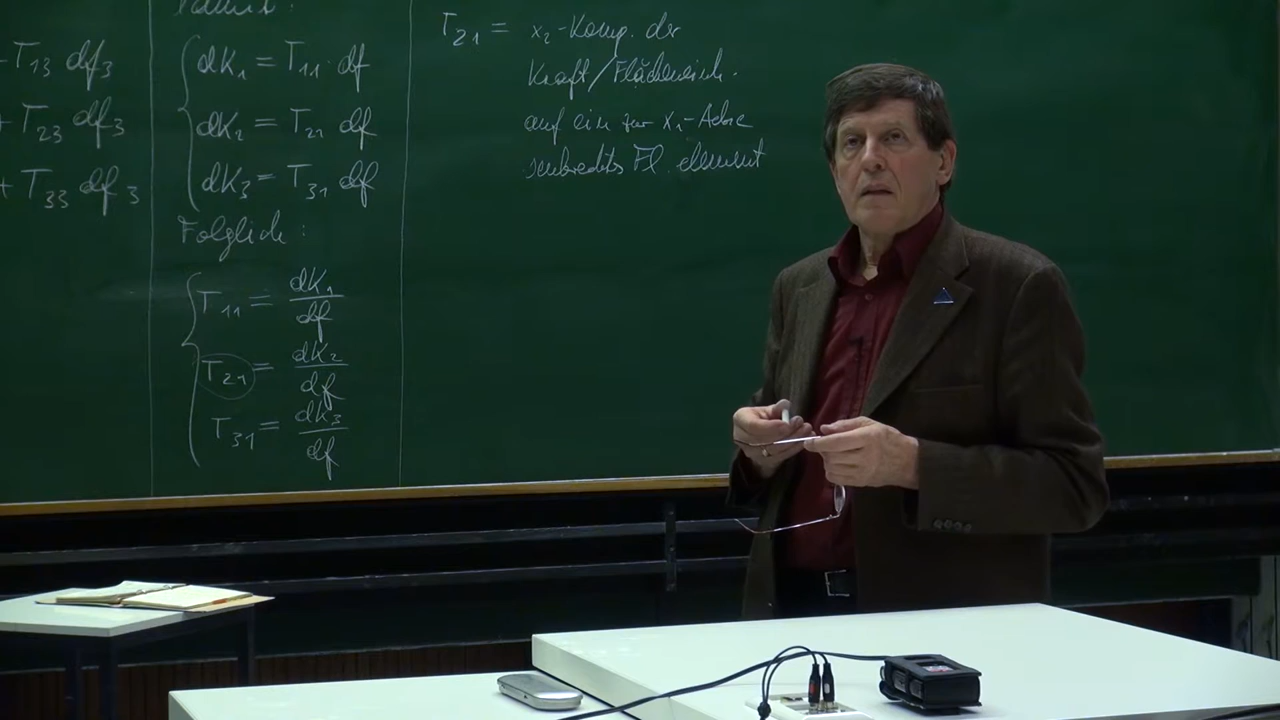 -T₁₃ df₃
+ T₂₃ df₃
+ T₃₃ df₃
Damit:
dK₁ = T₁₁ df
dK₂ = T₂₁ df
dK₃ = T₃₁ df
Folglich:
T₁₁ = dK₁/df
T₂₁ = dK₂/df
T₃₁ = dK₃/df
T₂₁ = x₂-Komp. der
Kraft/Flächeneinh.
auf ein zur x₁-Achse
senkrechtes Fl. element